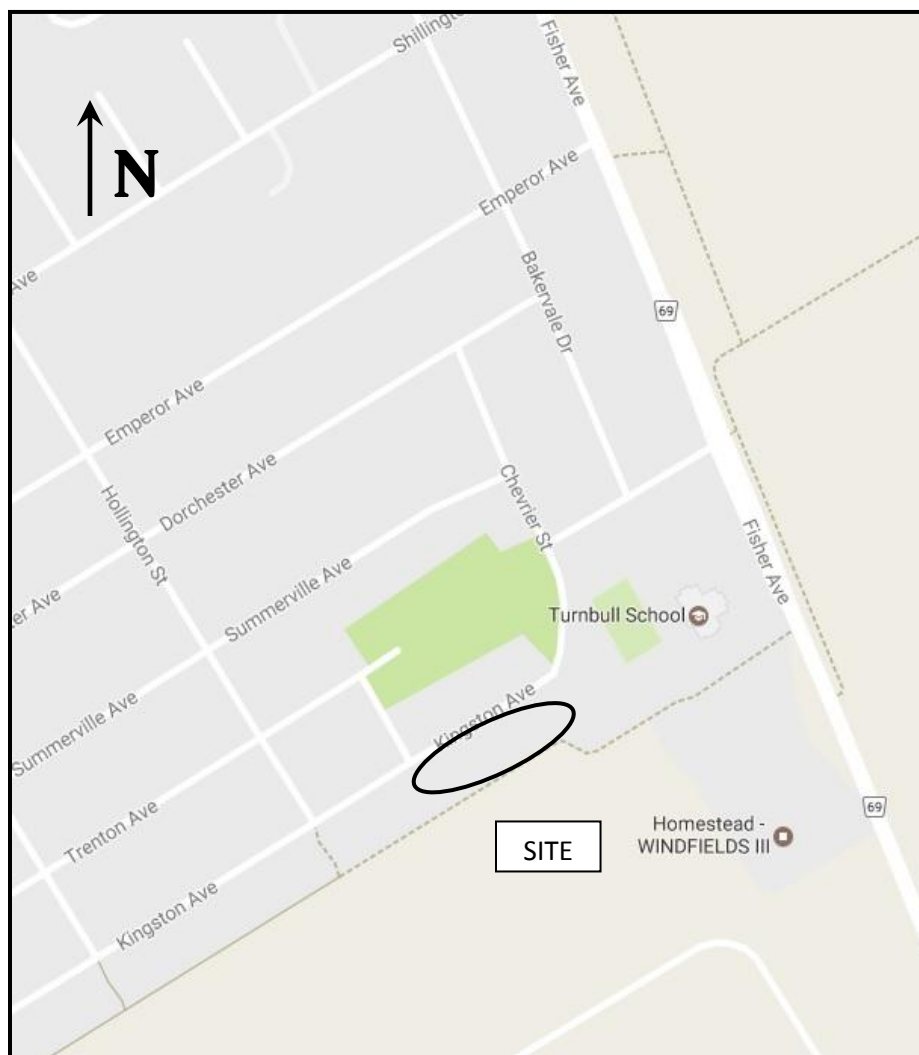 Shillingt
Fisher Ave
N
Emperor Ave
Ave
Bakervale Dr
69
Emperor Ave
Dorchester Ave
Chevrier St
Hollington St
Fisher Ave
er Ave
Summerville Ave
Turnbull School
Kingston Ave
Summerville Ave
69
Homestead -
WINDFIELDS III
SITE
Trenton Ave
Kingston Ave